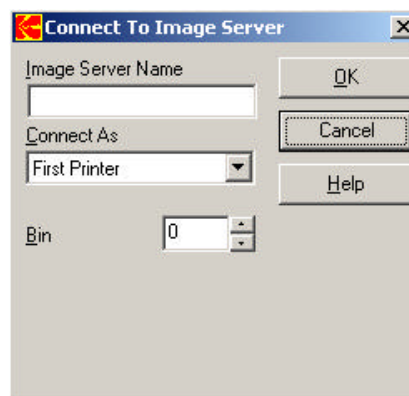 Connect To Image Server
Image Server Name
OK
Connect As
Cancel
First Printer
Help
Bin
0